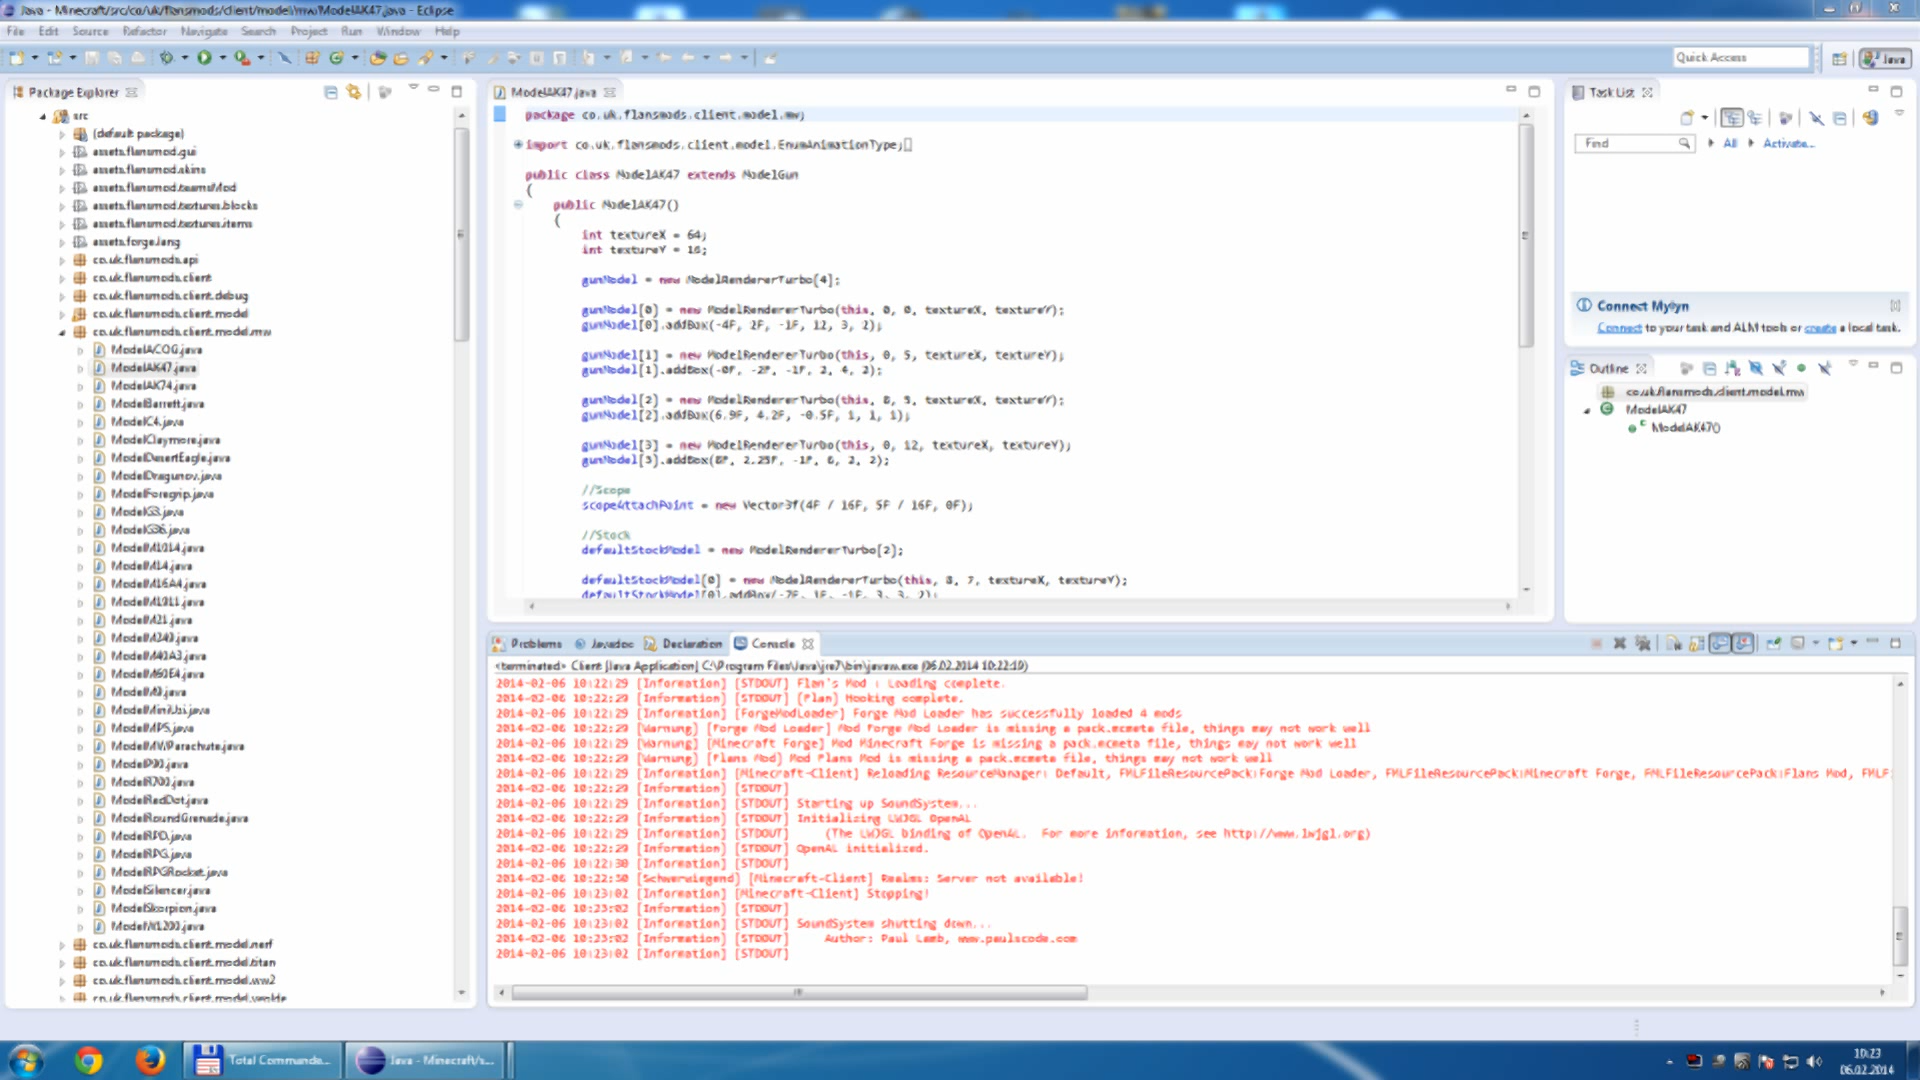 Java - Minecraft/src/co/uk/flansmods/client/model/mw/ModelAK47.java - Eclipse
File Edit Source Refactor Navigate Search Project Run Window Help
Quick Access
Java
Package Explorer
src
(default package)
assets.flansmod.gui
assets.flansmod.skins
assets.flansmod.teamsMod
assets.flansmod.textures.blocks
assets.flansmod.textures.items
assets.forge.lang
co.uk.flansmods.api
co.uk.flansmods.client
co.uk.flansmods.client.debug
co.uk.flansmods.client.model
co.uk.flansmods.client.model.mw
ModelACOG.java
ModelAK47.java
ModelAK74.java
ModelBarrett.java
ModelC4.java
ModelClaymore.java
ModelDesertEagle.java
ModelDragunov.java
ModelForegrip.java
ModelG3.java
ModelG36.java
ModelM1014.java
ModelM14.java
ModelM16A4.java
ModelM1911.java
ModelM21.java
ModelM249.java
ModelM40A3.java
ModelM60E4.java
ModelM9.java
ModelMiniUzi.java
ModelMP5.java
ModelMWParachute.java
ModelP90.java
ModelR700.java
ModelRedDot.java
ModelRoundGrenade.java
ModelRPD.java
ModelRPG.java
ModelRPGRocket.java
ModelSilencer.java
ModelSkorpion.java
ModelW1200.java
co.uk.flansmods.client.model.nerf
co.uk.flansmods.client.model.titan
co.uk.flansmods.client.model.ww2
ModelAK47.java
package co.uk.flansmods.client.model.mw;
import co.uk.flansmods.client.model.EnumAnimationType;
public class ModelAK47 extends ModelGun
{
public ModelAK47()
{
int textureX = 64;
int textureY = 16;
gunModel = new ModelRendererTurbo[4];
gunModel[0] = new ModelRendererTurbo(this, 0, 0, textureX, textureY);
gunModel[0].addBox(-4F, 2F, -1F, 12, 3, 2);
gunModel[1] = new ModelRendererTurbo(this, 0, 5, textureX, textureY);
gunModel[1].addBox(-0F, -2F, -1F, 2, 4, 2);
gunModel[2] = new ModelRendererTurbo(this, 8, 5, textureX, textureY);
gunModel[2].addBox(6.9F, 4.2F, -0.5F, 1, 1, 1);
gunModel[3] = new ModelRendererTurbo(this, 0, 12, textureX, textureY);
gunModel[3].addBox(8F, 2.25F, -1F, 6, 2, 2);
//Scope
scopeAttachPoint = new Vector3f(4F / 16F, 5F / 16F, 0F);
//Stock
defaultStockModel = new ModelRendererTurbo[2];
defaultStockModel[0] = new ModelRendererTurbo(this, 8, 7, textureX, textureY);
defaultStockModel[0].addBox(-7F, 1F, -1F, 3, 3, 2);
Task List
Find
All
Activate...
Connect Mylyn
Connect to your task and ALM tools or create a local task.
Outline
co.uk.flansmods.client.model.mw
ModelAK47
ModelAK47()
Problems Javadoc Declaration Console
<terminated> Client [Java Application] C:\Program Files\Java\jre7\bin\javaw.exe (06.02.2014 10:22:19)
2014-02-06 10:22:29 [Information] [STDOUT] Flan's Mod : Loading complete.
2014-02-06 10:22:29 [Information] [STDOUT] [Flan] Hooking complete.
2014-02-06 10:22:29 [Information] [ForgeModLoader] Forge Mod Loader has successfully loaded 4 mods
2014-02-06 10:22:29 [Warnung] [Forge Mod Loader] Mod Forge Mod Loader is missing a pack.mcmeta file, things may not work well
2014-02-06 10:22:29 [Warnung] [Minecraft Forge] Mod Minecraft Forge is missing a pack.mcmeta file, things may not work well
2014-02-06 10:22:29 [Warnung] [Flans Mod] Mod Flans Mod is missing a pack.mcmeta file, things may not work well
2014-02-06 10:22:29 [Information] [Minecraft-Client] Reloading ResourceManager: Default, FMLFileResourcePack:Forge Mod Loader, FMLFileResourcePack:Minecraft Forge, FMLFileResourcePack:Flans Mod, FMLF
2014-02-06 10:22:29 [Information] [STDOUT]
2014-02-06 10:22:29 [Information] [STDOUT] Starting up SoundSystem...
2014-02-06 10:22:29 [Information] [STDOUT] Initializing LWJGL OpenAL
2014-02-06 10:22:29 [Information] [STDOUT] (The LWJGL binding of OpenAL. For more information, see http://www.lwjgl.org)
2014-02-06 10:22:29 [Information] [STDOUT] OpenAL initialized.
2014-02-06 10:22:30 [Information] [STDOUT]
2014-02-06 10:22:50 [Schwerwiegend] [Minecraft-Client] Realms: Server not available!
2014-02-06 10:23:02 [Information] [Minecraft-Client] Stopping!
2014-02-06 10:23:02 [Information] [STDOUT]
2014-02-06 10:23:02 [Information] [STDOUT] SoundSystem shutting down...
2014-02-06 10:23:02 [Information] [STDOUT] Author: Paul Lamb, www.paulscode.com
2014-02-06 10:23:02 [Information] [STDOUT]
Total Commande...
Java - Minecraft/s...
10:23
06.02.2014